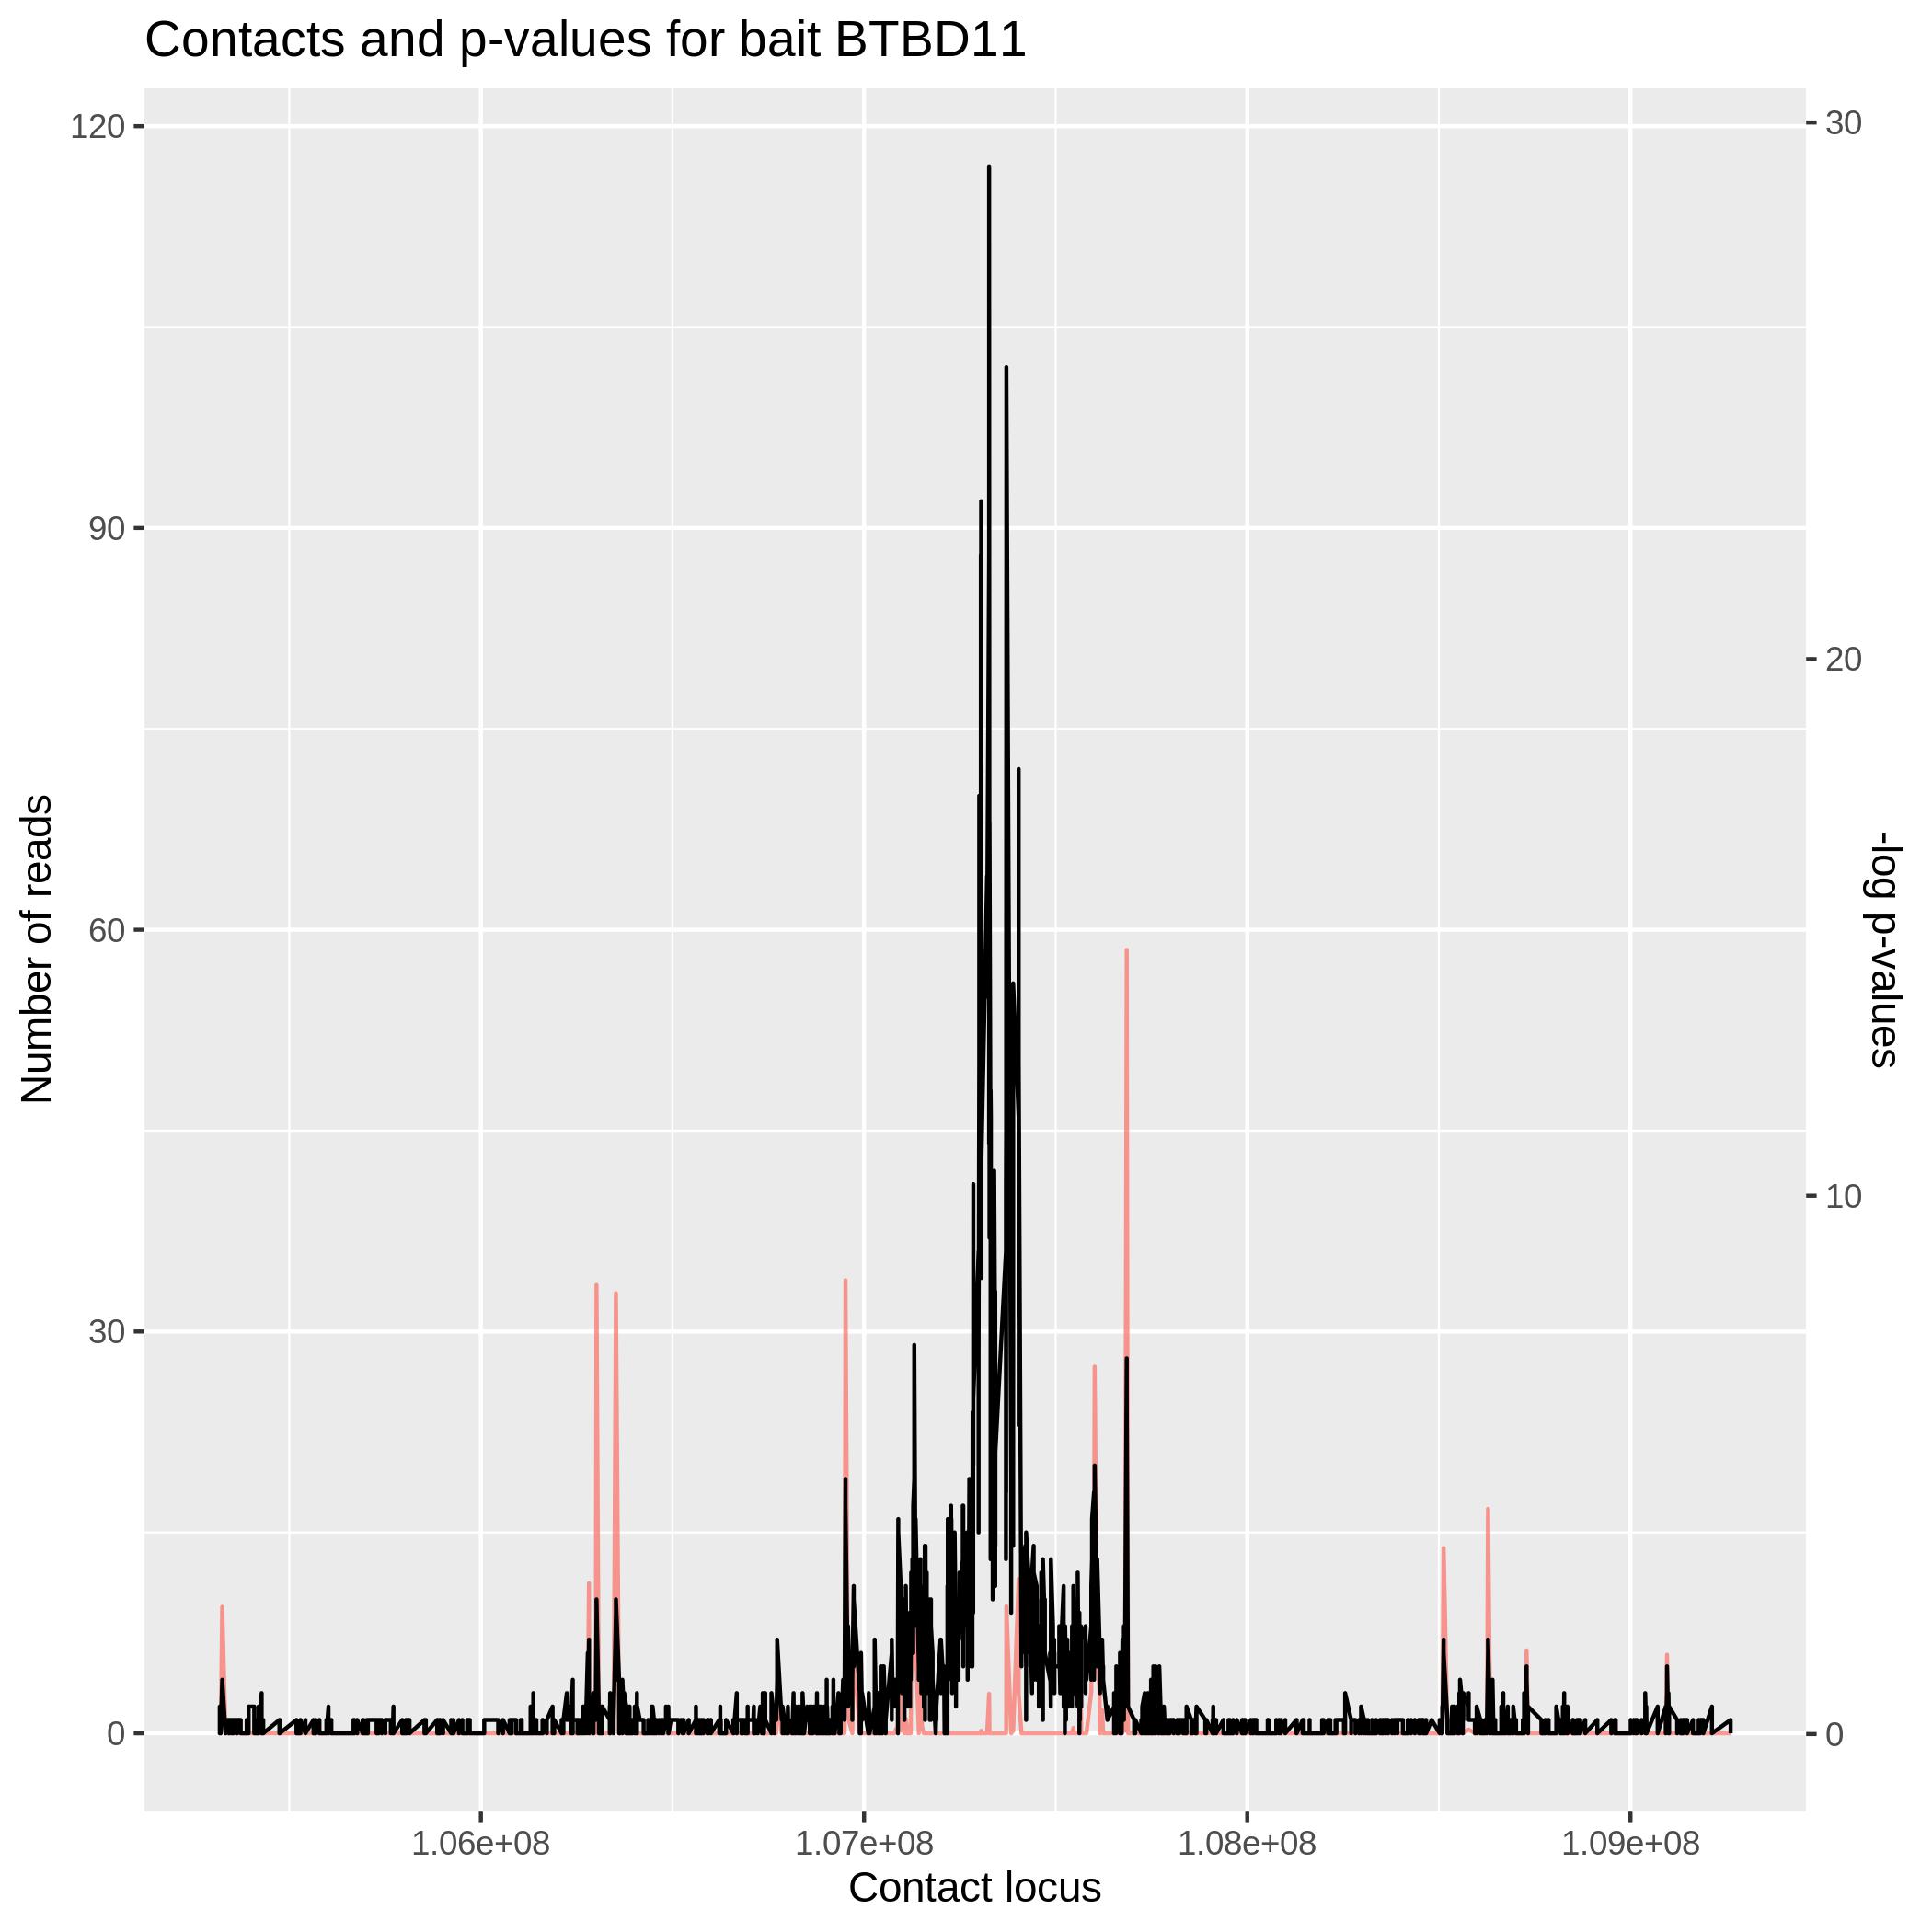 Contacts and p-values for bait BTBD11
120
90
60
30
0
Number of reads
30
20
10
0
-log p-values
1.06e+08
1.07e+08
1.08e+08
1.09e+08
Contact locus